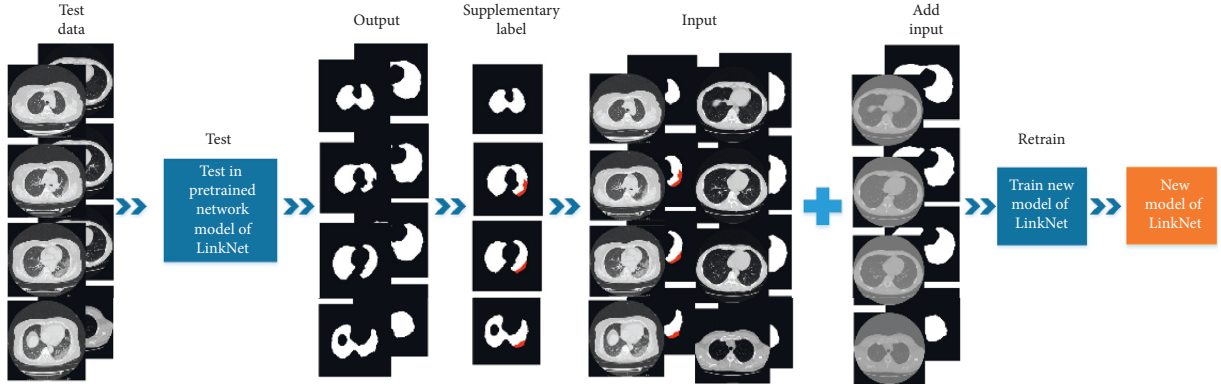 Test
data
Test
Test in
pretrained
network
model of
LinkNet
Output
Supplementary
label
Input
Add
input
Retrain
Train new
model of
LinkNet
New
model of
LinkNet